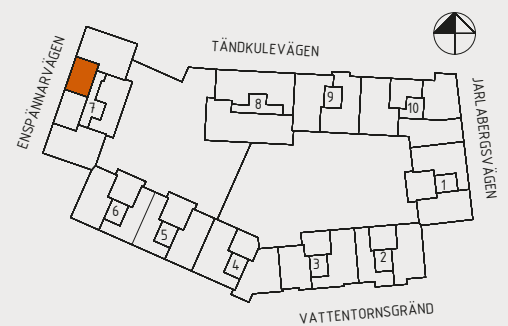 TÄNDKULEVÄGEN
ENSPÄNNARVÄGEN
JARLABERGSVÄGEN
7
8
9
10
1
6
5
4
3
2
VATTENTORNSGRÄND